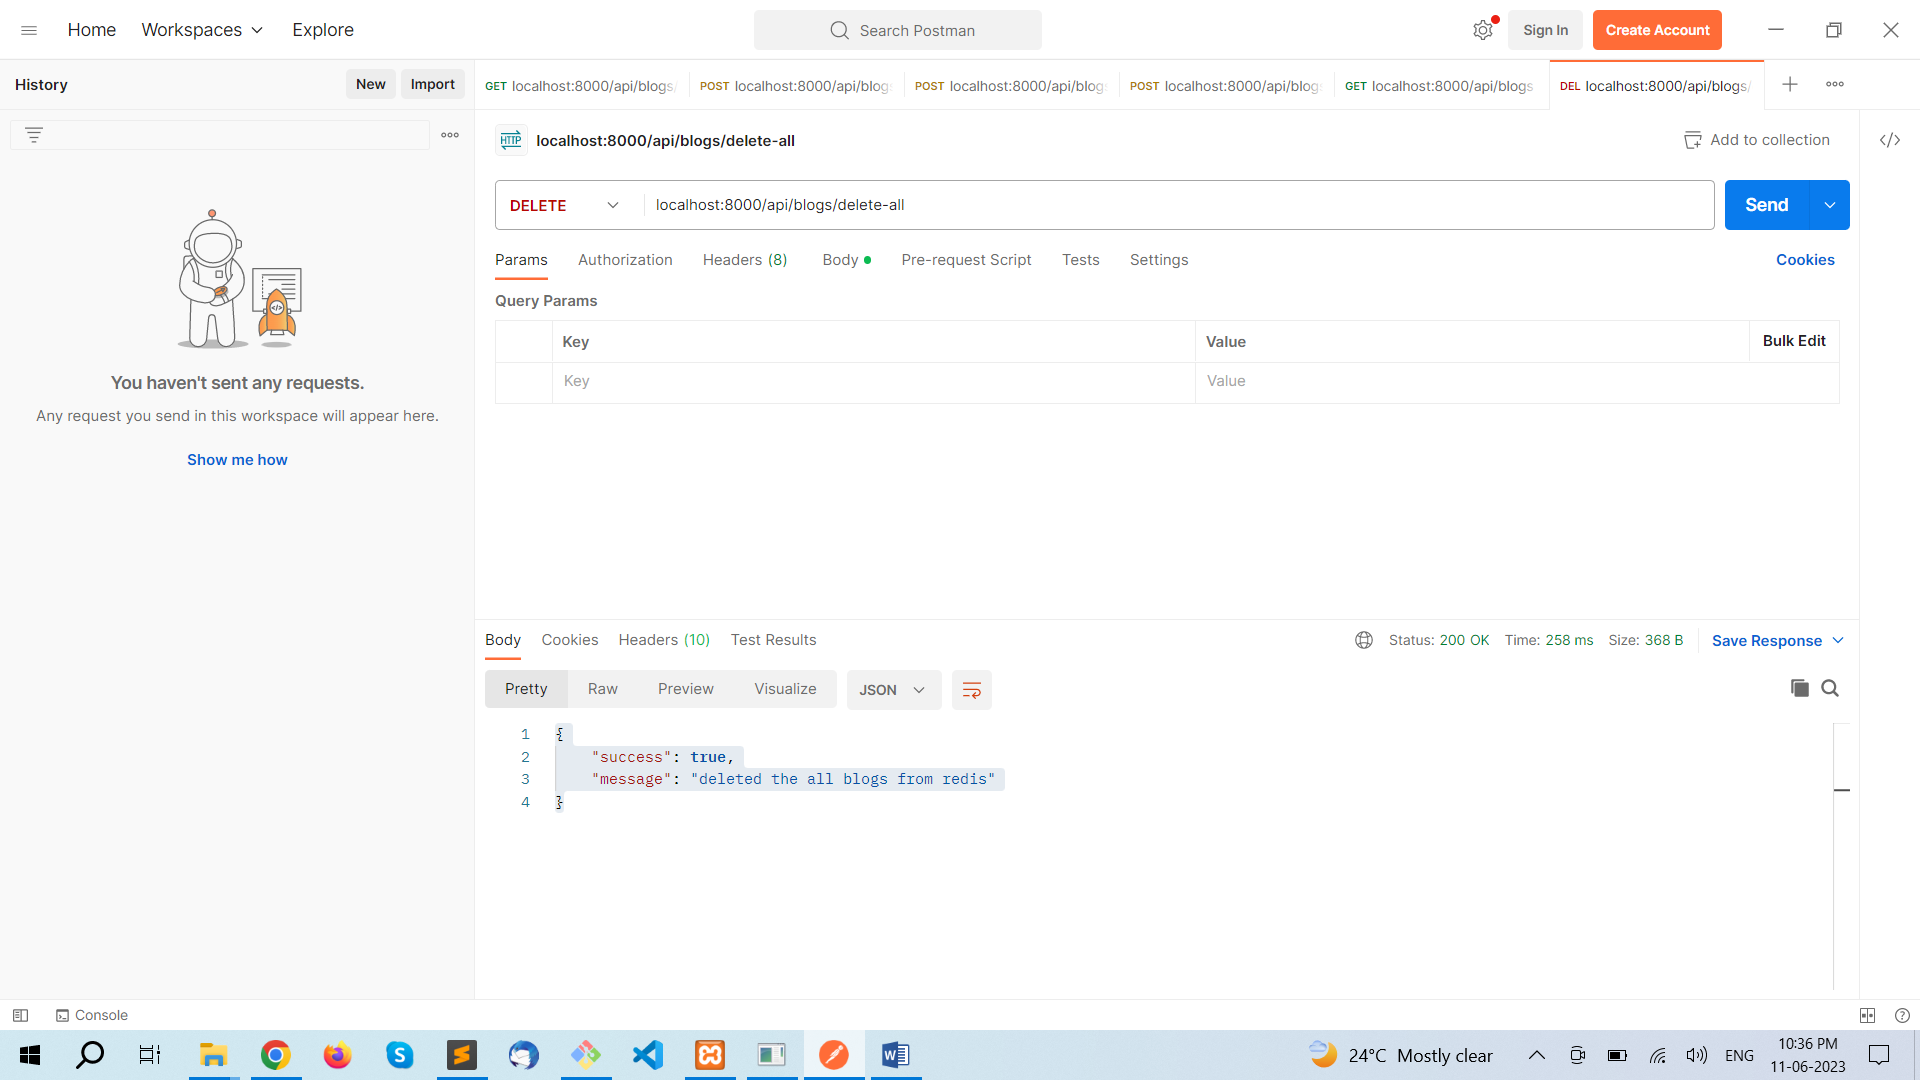 Home Workspaces Explore
Search Postman
Sign In Create Account
History New Import
GET localhost:8000/api/blogs/ POST localhost:8000/api/blogs POST localhost:8000/api/blog POST localhost:8000/api/blog GET localhost:8000/api/blogs DEL localhost:8000/api/blogs/
HTTP localhost:8000/api/blogs/delete-all Add to collection </>
DELETE localhost:8000/api/blogs/delete-all Send
Params Authorization Headers (8) Body Pre-request Script Tests Settings Cookies
Query Params
Key Value Bulk Edit
Key Value
</>
You haven't sent any requests.
Any request you send in this workspace will appear here.
Show me how
Body Cookies Headers (10) Test Results Status: 200 OK Time: 258 ms Size: 368 B Save Response
Pretty Raw Preview Visualize JSON
1 {
2 "success": true,
3 "message": "deleted the all blogs from redis"
4 }
Console
24°C Mostly clear ENG 10:36 PM
11-06-2023